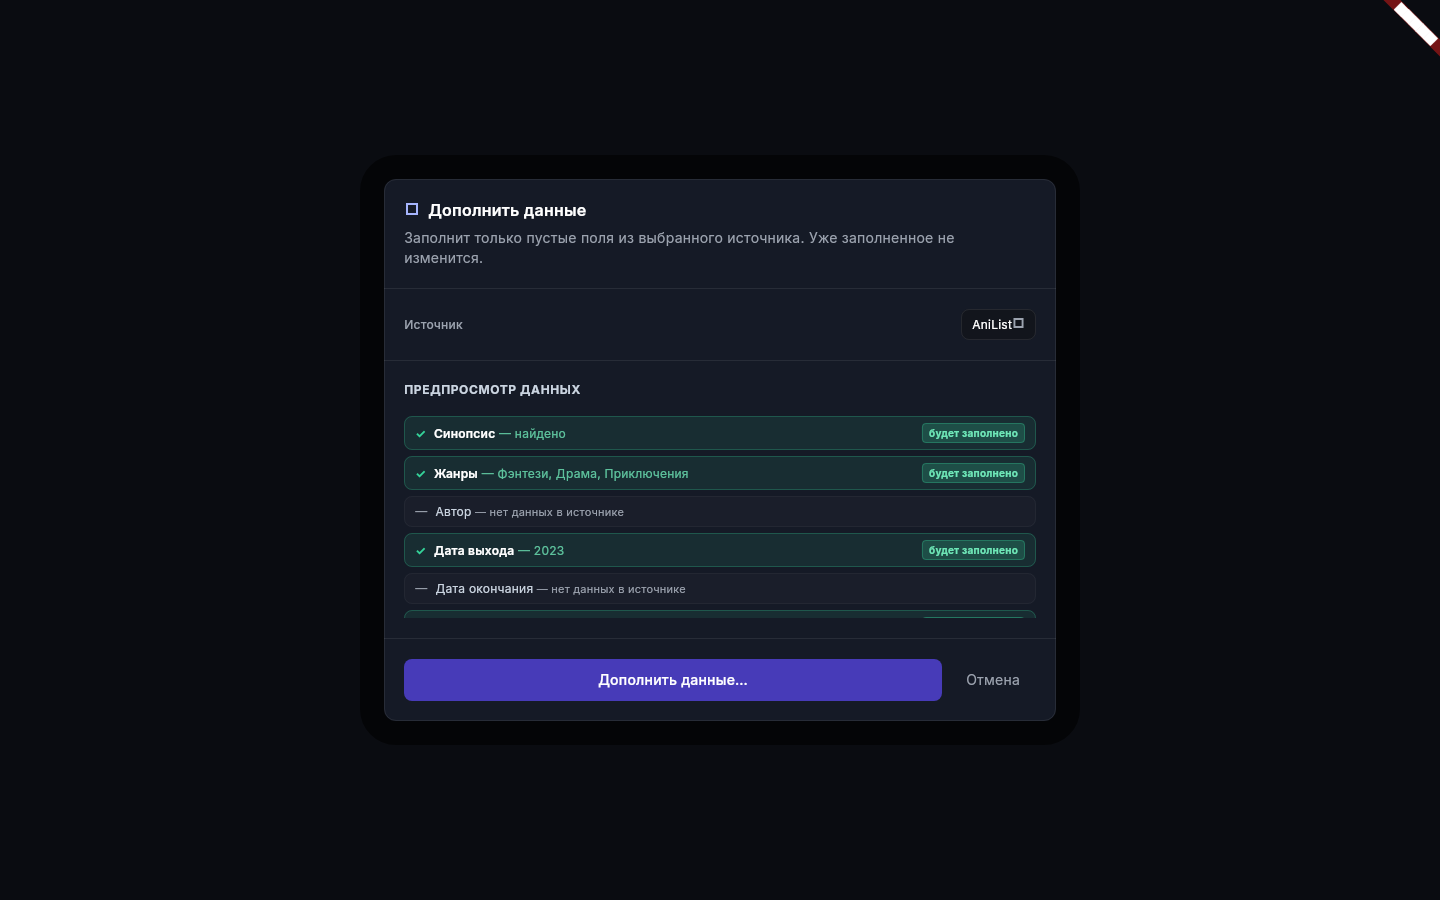 Дополнить данные
Заполнит только пустые поля из выбранного источника. Уже заполненное не
изменится.
Источник
AniList
ПРЕДПРОСМОТР ДАННЫХ
✓ Синопсис — найдено будет заполнено
✓ Жанры — Фэнтези, Драма, Приключения будет заполнено
— Автор — нет данных в источнике
✓ Дата выхода — 2023 будет заполнено
— Дата окончания — нет данных в источнике
Дополнить данные...
Отмена